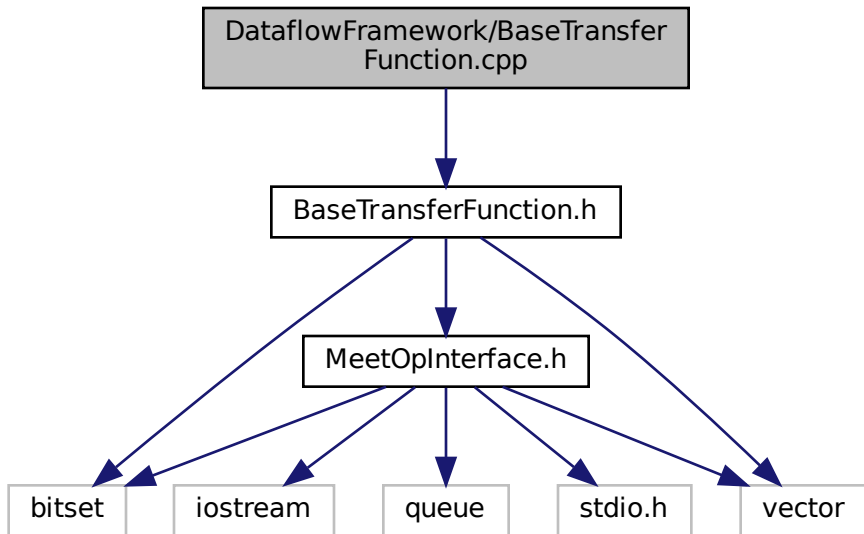 DataflowFramework/BaseTransfer
Function.cpp
BaseTransferFunction.h
MeetOpInterface.h
bitset
iostream
queue
stdio.h
vector